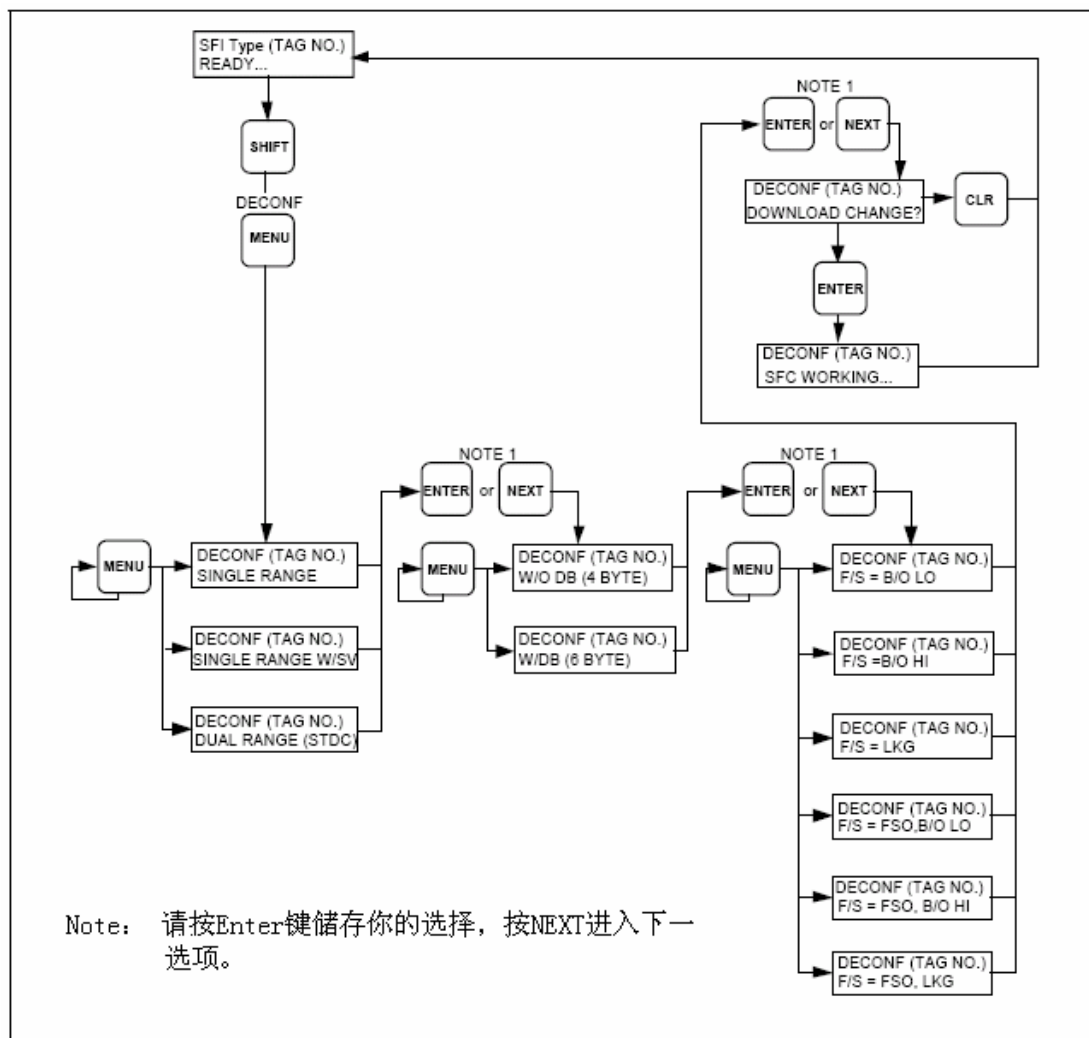 SFI Type (TAG NO.)
READY...
SHIFT
DECONF
MENU
NOTE 1
ENTER or NEXT
DECONF (TAG NO.)
DOWNLOAD CHANGE?
CLR
ENTER
DECONF (TAG NO.)
SFC WORKING...
MENU
DECONF (TAG NO.)
SINGLE RANGE
DECONF (TAG NO.)
SINGLE RANGE W/SV
DECONF (TAG NO.)
DUAL RANGE (STDC)
NOTE 1
ENTER or NEXT
MENU
DECONF (TAG NO.)
W/O DB (4 BYTE)
DECONF (TAG NO.)
W/DB (6 BYTE)
NOTE 1
ENTER or NEXT
MENU
DECONF (TAG NO.)
F/S = B/O LO
DECONF (TAG NO.)
F/S =B/O HI
DECONF (TAG NO.)
F/S = LKG
DECONF (TAG NO.)
F/S = FSO,B/O LO
DECONF (TAG NO.)
F/S = FSO, B/O HI
DECONF (TAG NO.)
F/S = FSO, LKG
Note: 请按Enter键储存你的选择，按NEXT进入下一
选项。